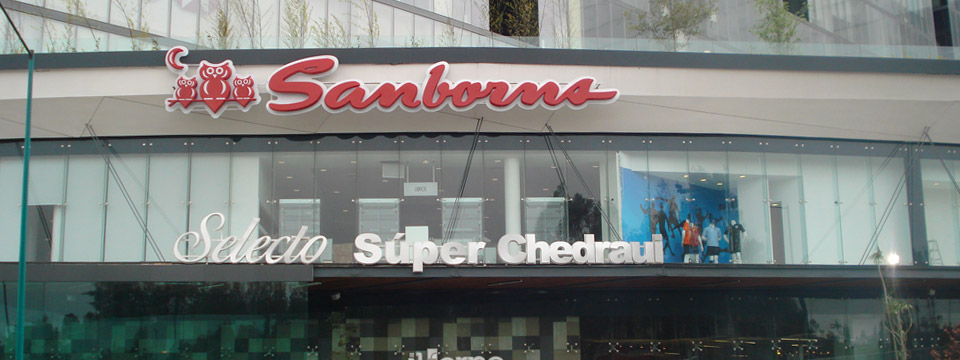 Sanborns
Selecto Súper Chedraui